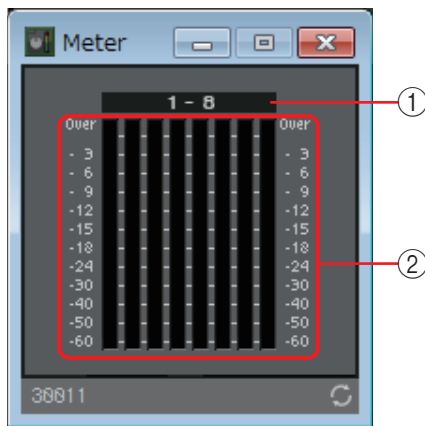 Meter
1 - 8
①
Over Over
- 3 - 3
- 6 - 6
- 9 - 9
-12 -12
-15 -15
-18 -18
-24 -24
②
-30 -30
-40 -40
-50 -50
-60 -60
30011